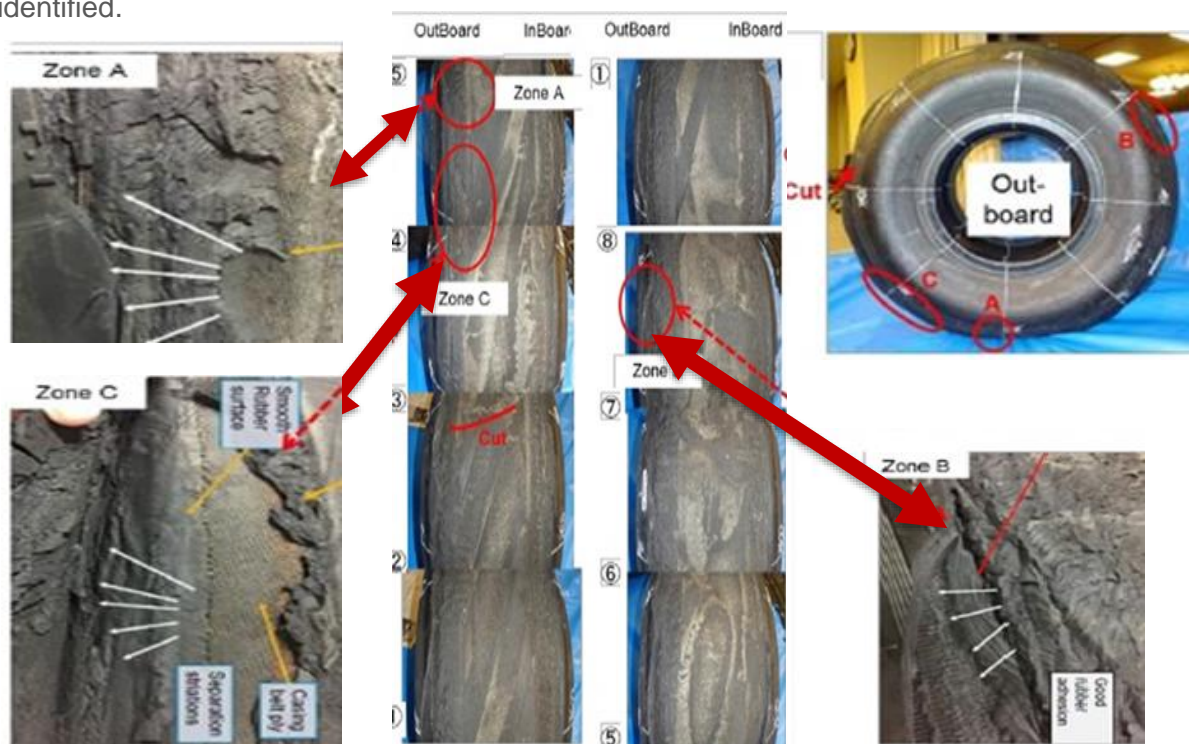 identified.
OutBoard InBoar OutBoard InBoard
Zone A
⑤
Zone A
①
Cut
B
Out-
board
C
A
④
Zone C
⑧
Zone
Zone C
Smooth
Rubber
surface
Separation
striations
Casing
belt ply
③
Cut
⑦
Zone B
Good
rubber
adhesion
②
⑥
⑤